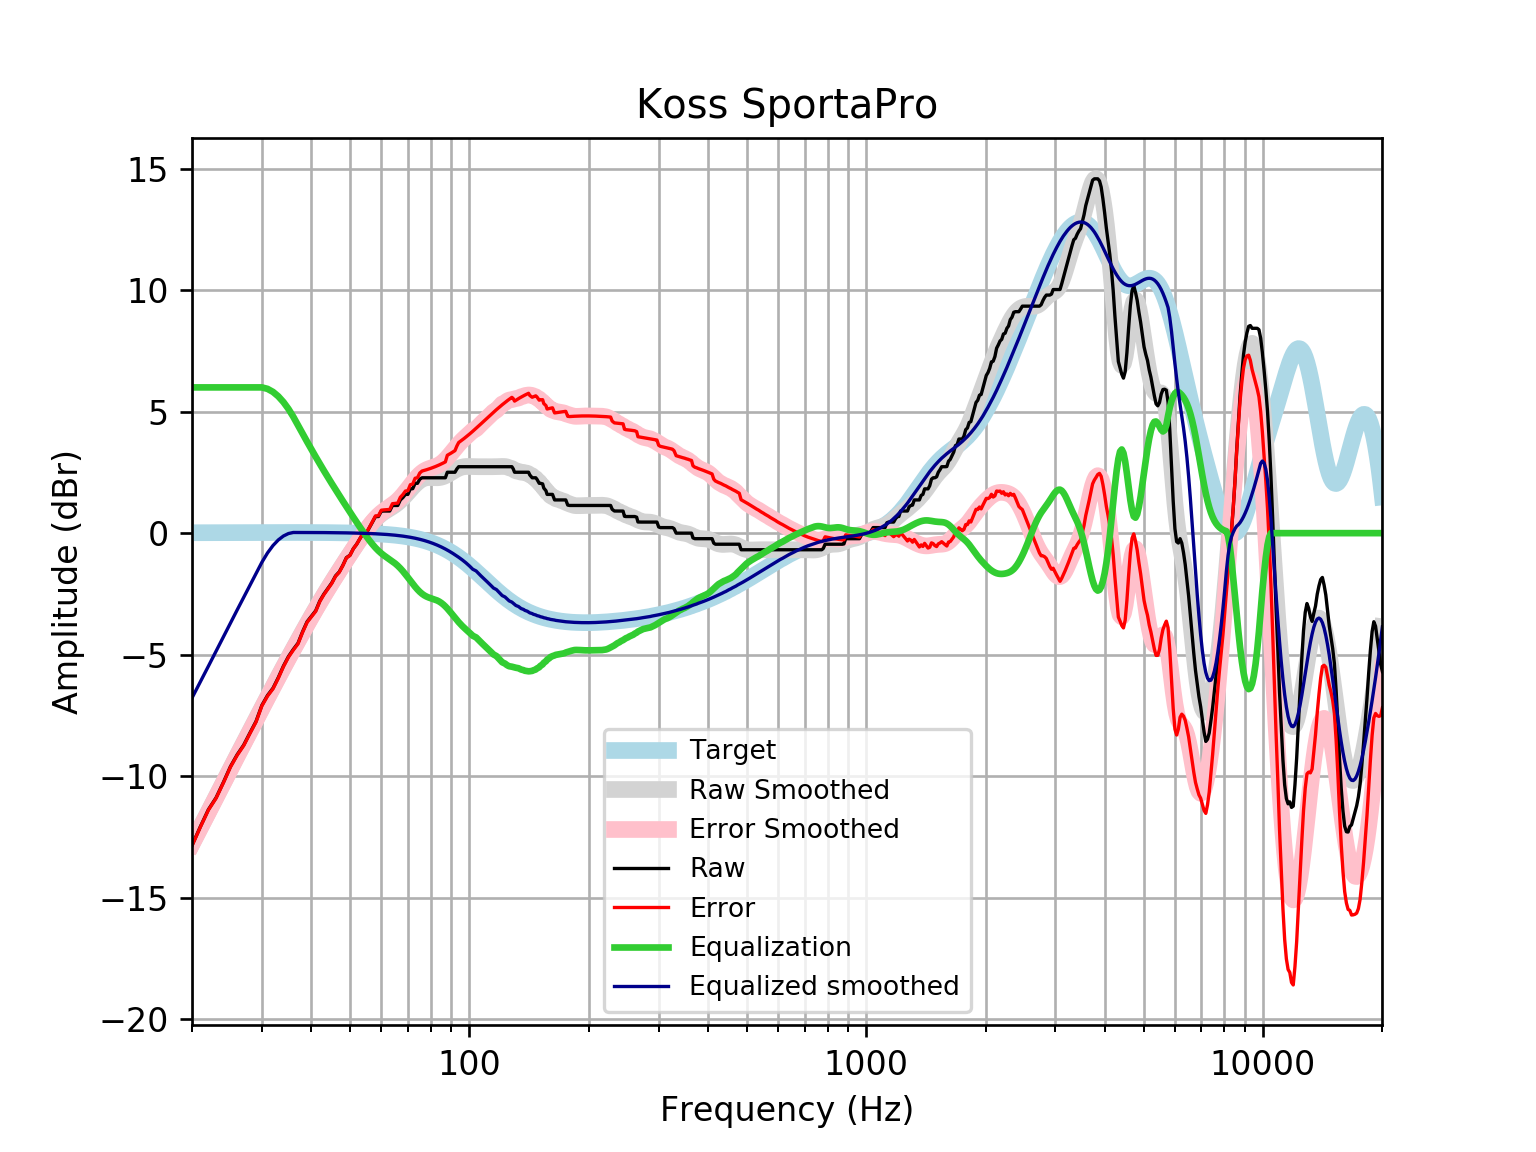 Koss SportaPro
15
10
5
0
−5
−10
−15
−20
Amplitude (dBr)
Target
Raw Smoothed
Error Smoothed
Raw
Error
Equalization
Equalized smoothed
100 1000 10000
Frequency (Hz)